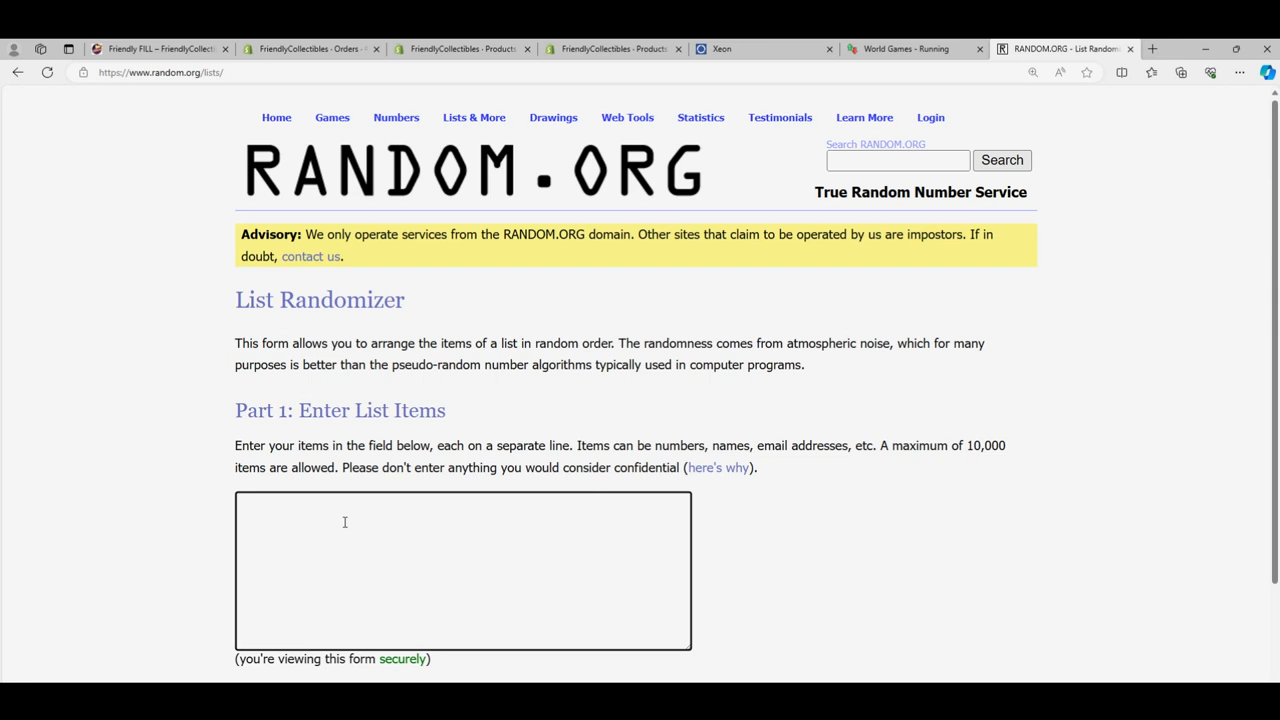 Friendly FILL – FriendlyCollecti
FriendlyCollectibles · Orders ·
FriendlyCollectibles · Products
FriendlyCollectibles · Products
Xeon
World Games - Running
RANDOM.ORG - List Random
https://www.random.org/lists/
Home Games Numbers Lists & More Drawings Web Tools Statistics Testimonials Learn More Login
RANDOM.ORG
Search RANDOM.ORG
Search
True Random Number Service
Advisory: We only operate services from the RANDOM.ORG domain. Other sites that claim to be operated by us are impostors. If in
doubt, contact us.
List Randomizer
This form allows you to arrange the items of a list in random order. The randomness comes from atmospheric noise, which for many
purposes is better than the pseudo-random number algorithms typically used in computer programs.
Part 1: Enter List Items
Enter your items in the field below, each on a separate line. Items can be numbers, names, email addresses, etc. A maximum of 10,000
items are allowed. Please don't enter anything you would consider confidential (here's why).
(you're viewing this form securely)